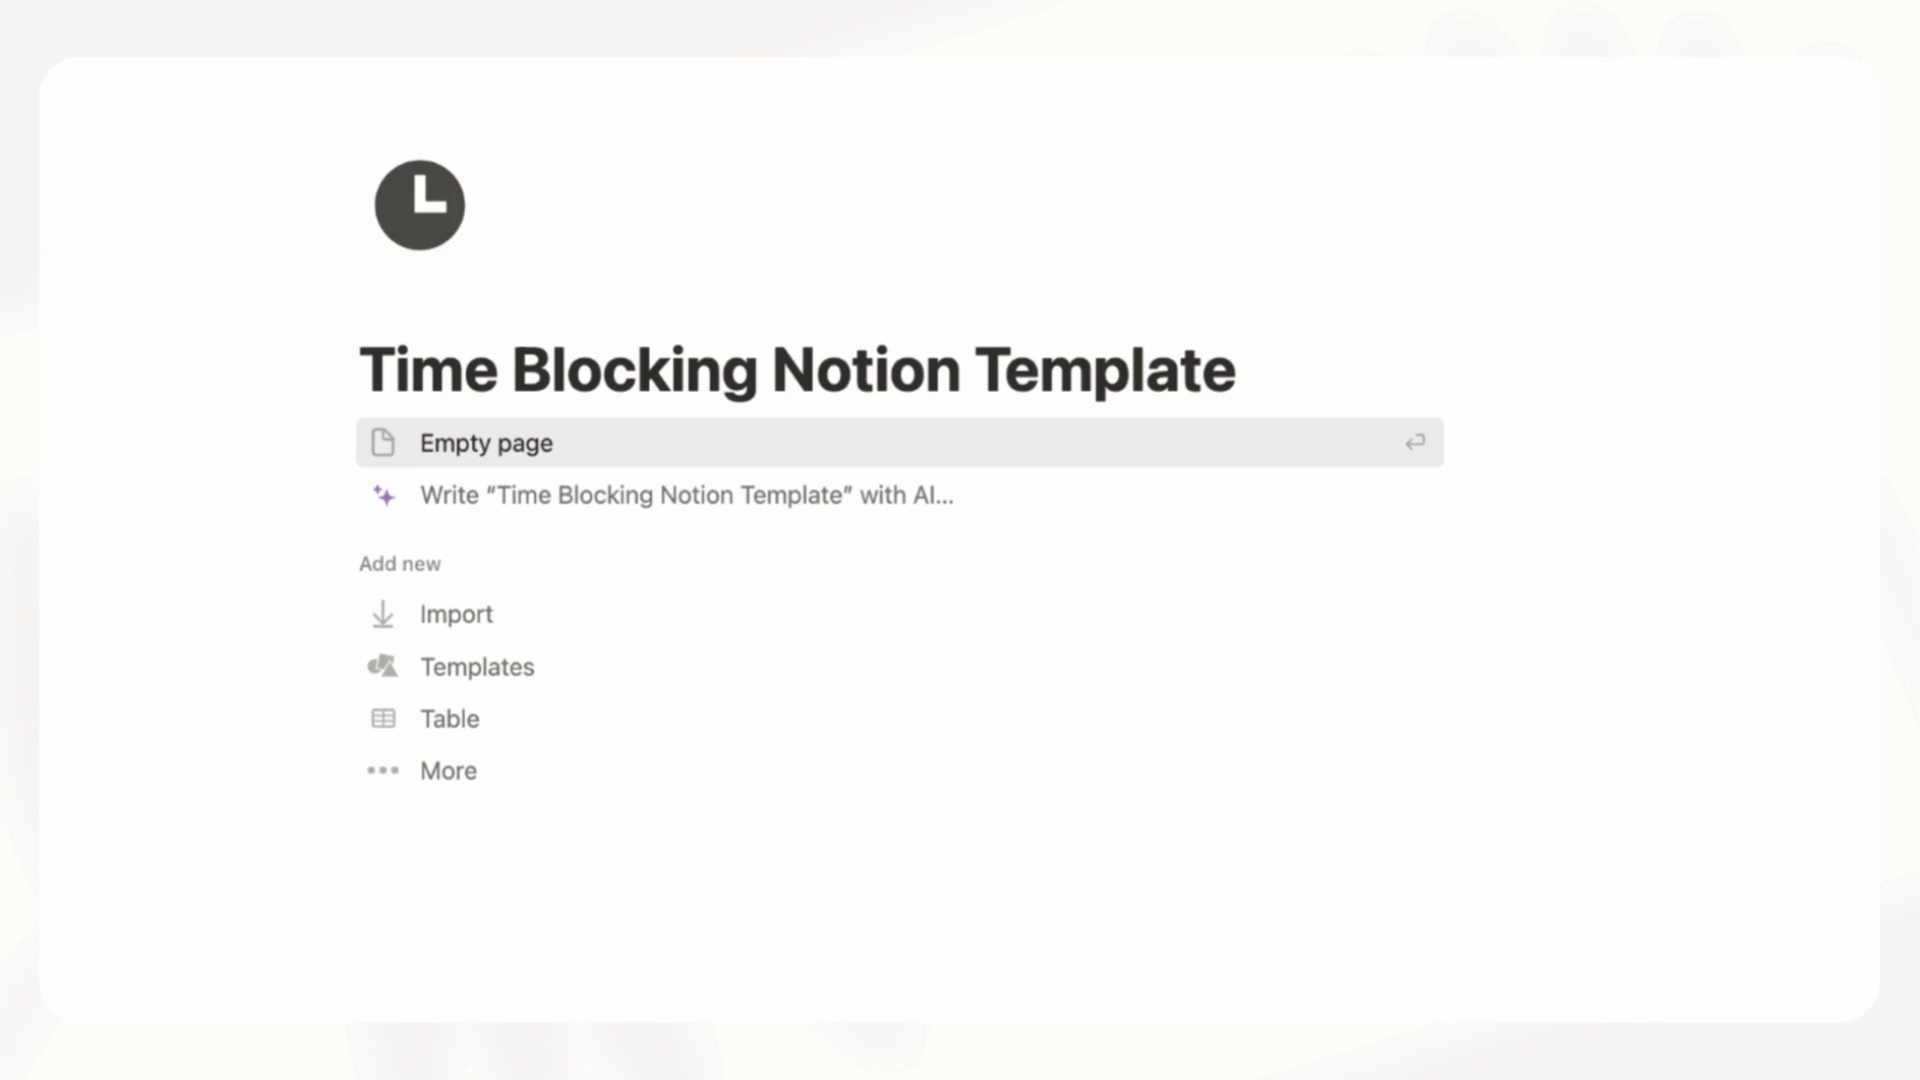 Time Blocking Notion Template
Empty page
Write “Time Blocking Notion Template” with AI...
Add new
Import
Templates
Table
More